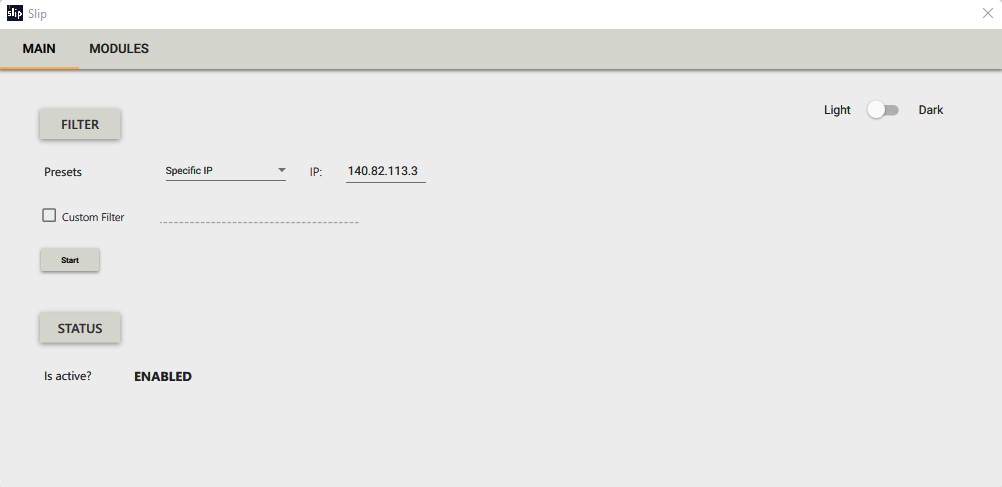 slip Slip
MAIN MODULES
Light Dark
FILTER
Presets Specific IP IP: 140.82.113.3
Custom Filter
Start
STATUS
Is active? ENABLED